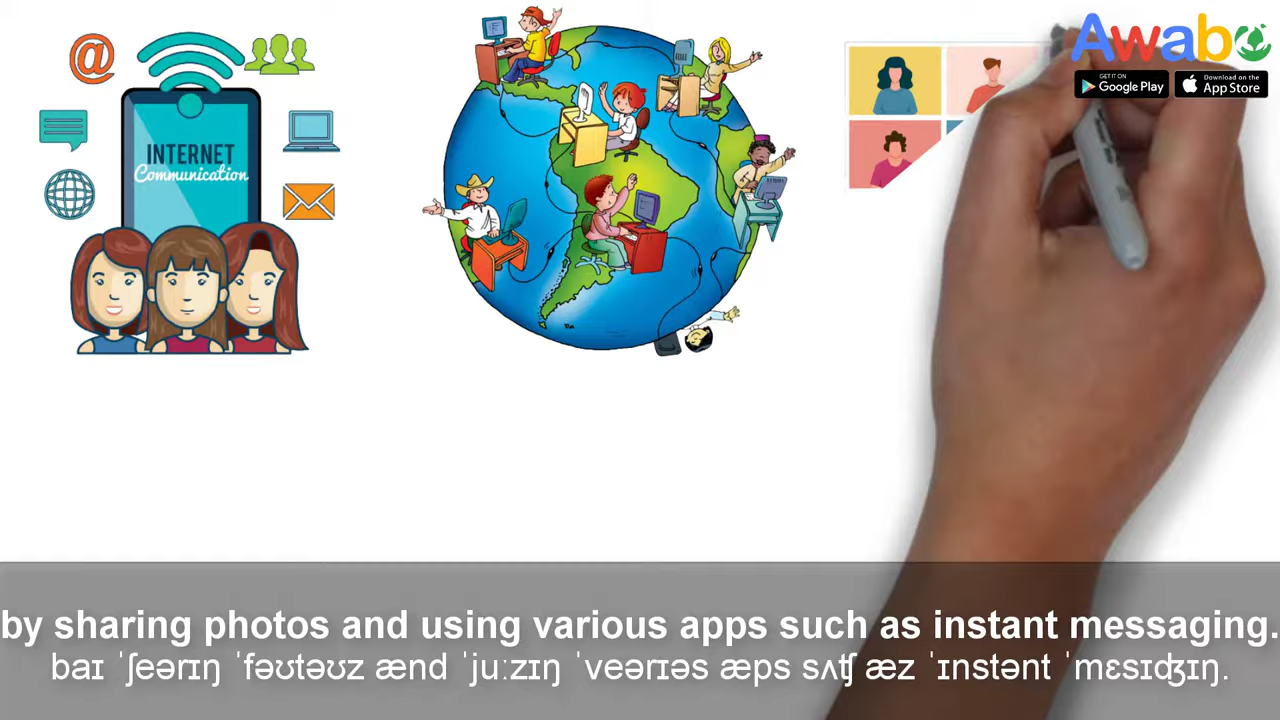 @
INTERNET
Communication
Awabe
GET IT ON
Google Play
Download on the
App Store
by sharing photos and using various apps such as instant messaging.
baɪ ˈʃeərɪŋ ˈfəʊtəʊz ænd ˈjuːzɪŋ ˈveərɪəs æps sʌʧ æz ˈɪnstənt ˈmɛsɪʤɪŋ.